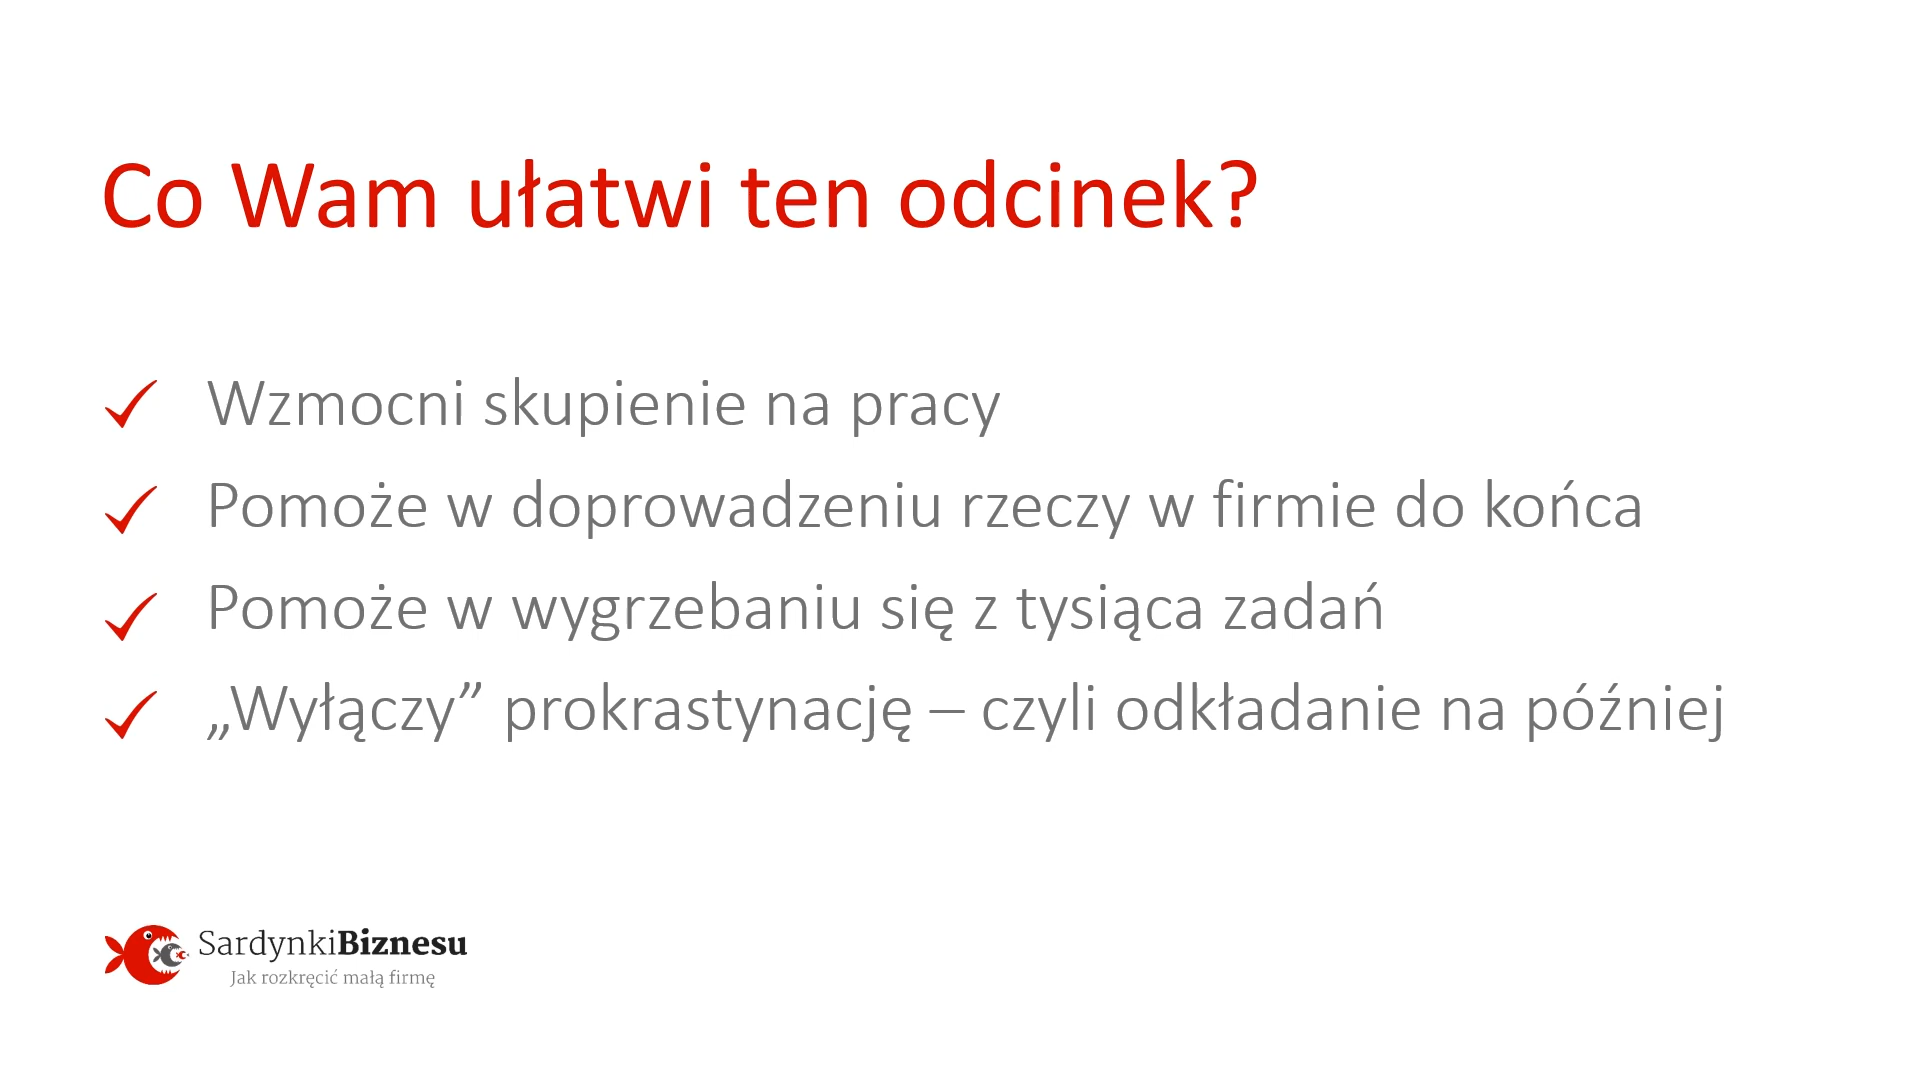 Co Wam ułatwi ten odcinek?
Wzmocni skupienie na pracy
Pomoże w doprowadzeniu rzeczy w firmie do końca
Pomoże w wygrzebaniu się z tysiąca zadań
„Wyłączy” prokrastynację – czyli odkładanie na później
SardynkiBiznesu
Jak rozkręcić małą firmę